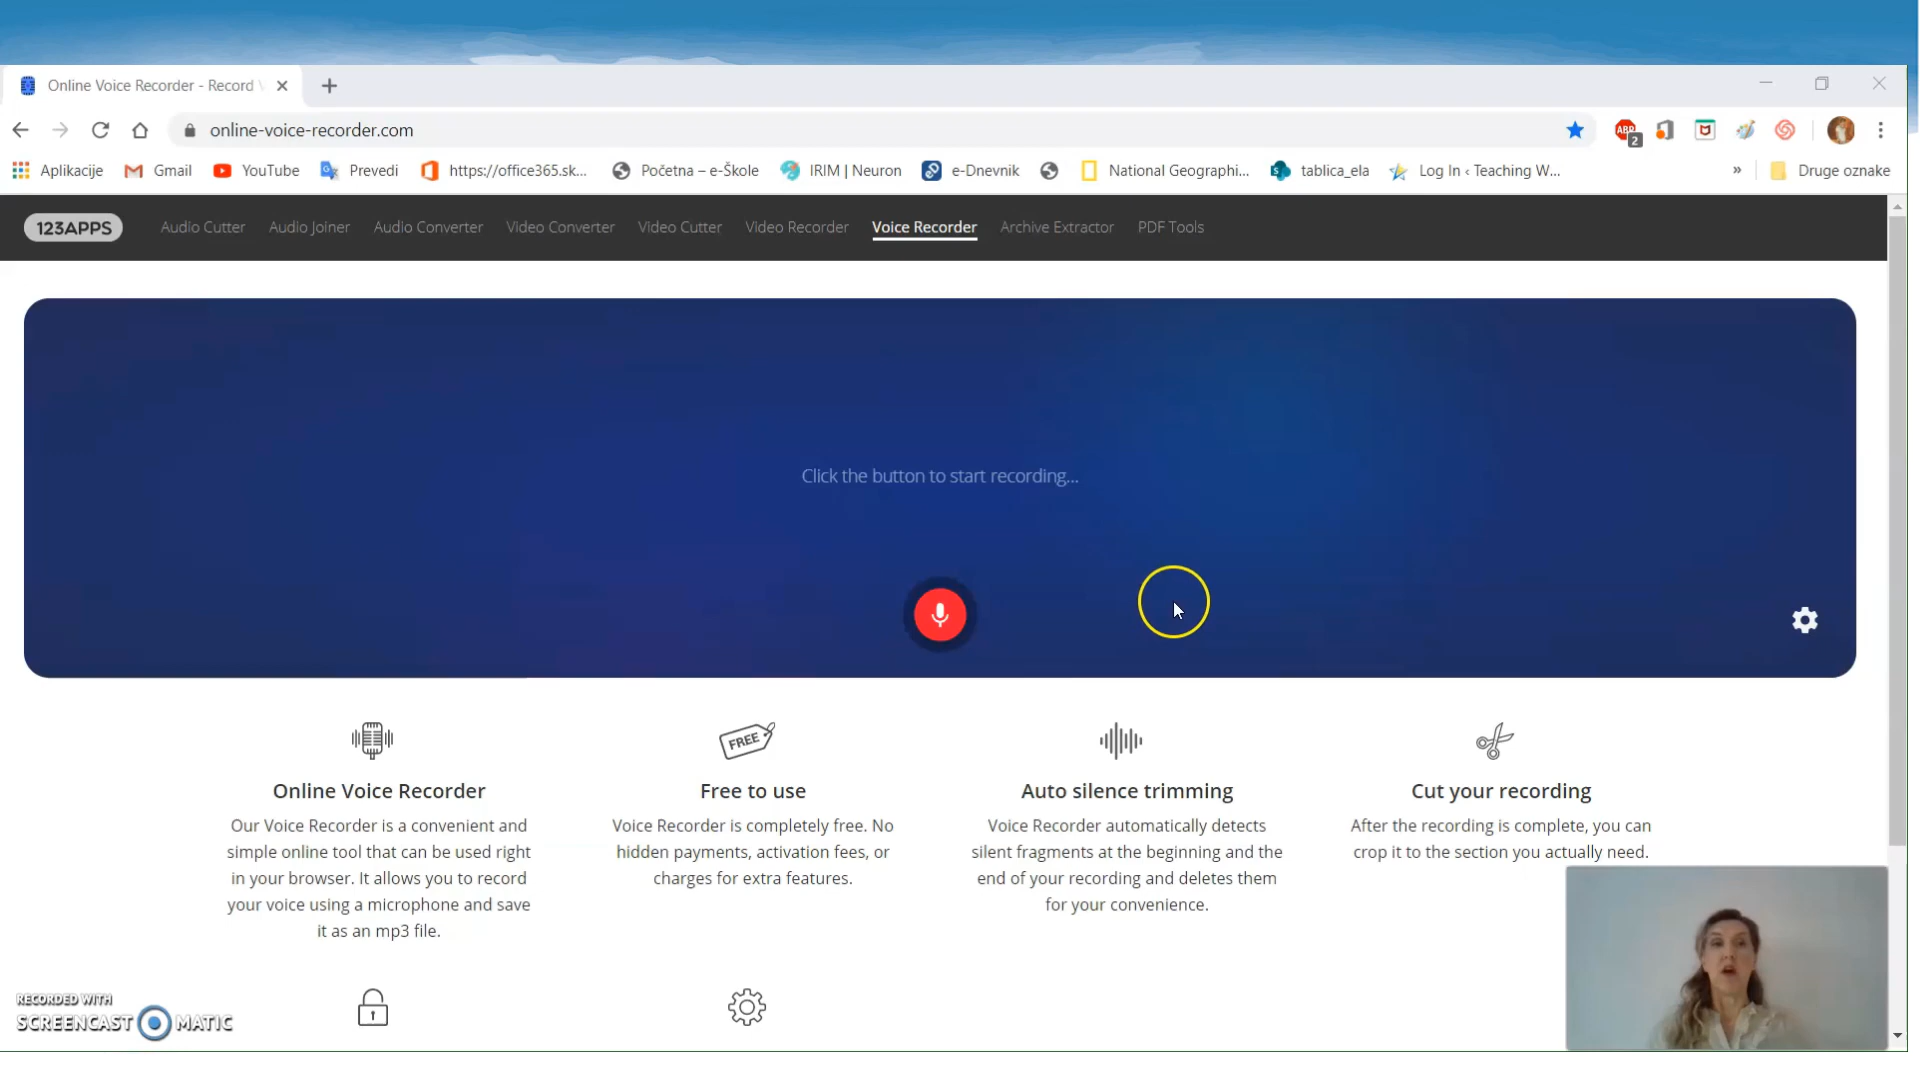 Online Voice Recorder - Record
online-voice-recorder.com
ABP
2
Aplikacije
Gmail
YouTube
Prevedi
https://office365.sk...
Početna – e-Škole
IRIM | Neuron
e-Dnevnik
National Geographi...
tablica_ela
Log In ‹ Teaching W...
»
Druge oznake
123APPS
Audio Cutter
Audio Joiner
Audio Converter
Video Converter
Video Cutter
Video Recorder
Voice Recorder
Archive Extractor
PDF Tools
Click the button to start recording...
FREE
Online Voice Recorder
Our Voice Recorder is a convenient and
simple online tool that can be used right
in your browser. It allows you to record
your voice using a microphone and save
it as an mp3 file.
Free to use
Voice Recorder is completely free. No
hidden payments, activation fees, or
charges for extra features.
Auto silence trimming
Voice Recorder automatically detects
silent fragments at the beginning and the
end of your recording and deletes them
for your convenience.
Cut your recording
After the recording is complete, you can
crop it to the section you actually need.
RECORDED WITH
SCREENCAST MATIC